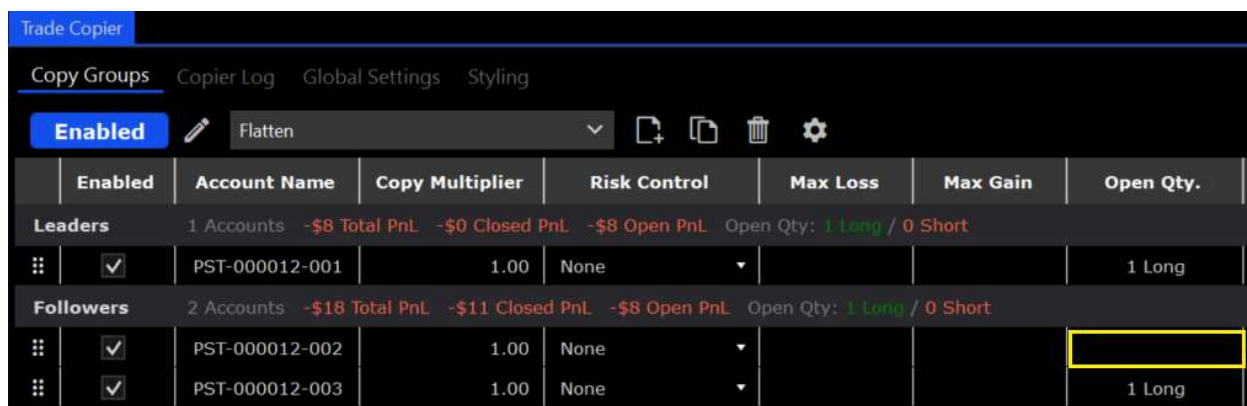 Trade Copier
Copy Groups Copier Log Global Settings Styling
Enabled Flatten
Enabled Account Name Copy Multiplier Risk Control Max Loss Max Gain Open Qty.
Leaders 1 Accounts -$8 Total PnL -$0 Closed PnL -$8 Open PnL Open Qty: 1 Long / 0 Short
PST-000012-001 1.00 None 1 Long
Followers 2 Accounts -$18 Total PnL -$11 Closed PnL -$8 Open PnL Open Qty: 1 Long / 0 Short
PST-000012-002 1.00 None
PST-000012-003 1.00 None 1 Long